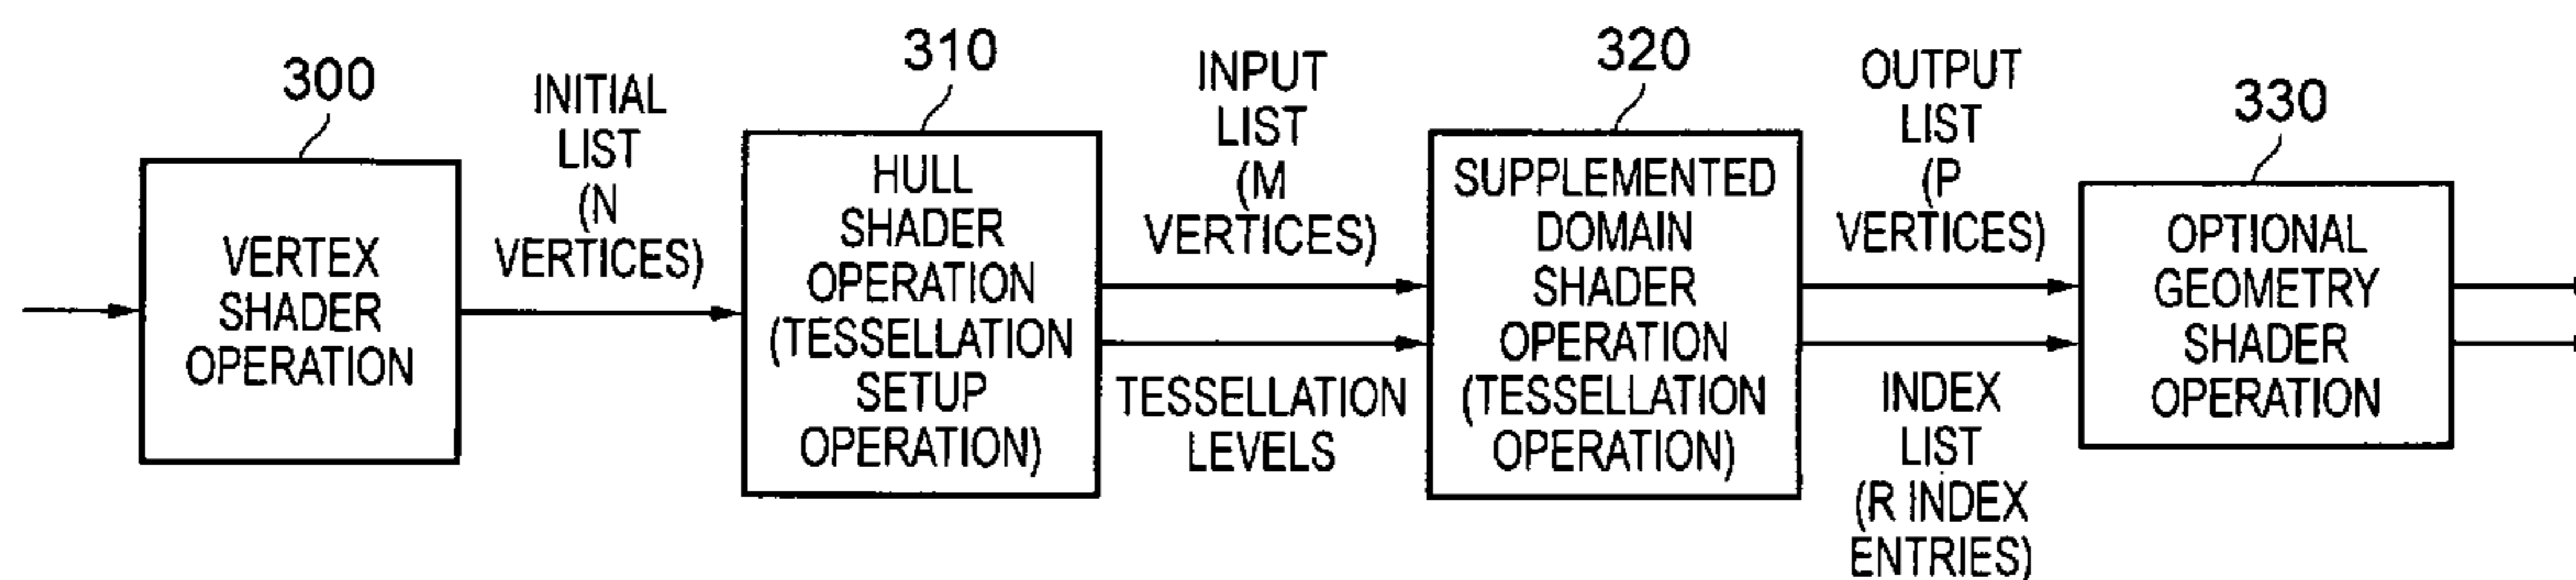 300
VERTEX
SHADER
OPERATION
INITIAL
LIST
(N
VERTICES)
310
HULL
SHADER
OPERATION
(TESSELLATION
SETUP
OPERATION)
INPUT
LIST
(M
VERTICES)
TESSELLATION
LEVELS
320
SUPPLEMENTED
DOMAIN
SHADER
OPERATION
(TESSELLATION
OPERATION)
OUTPUT
LIST
(P
VERTICES)
INDEX
LIST
(R INDEX
ENTRIES)
330
OPTIONAL
GEOMETRY
SHADER
OPERATION